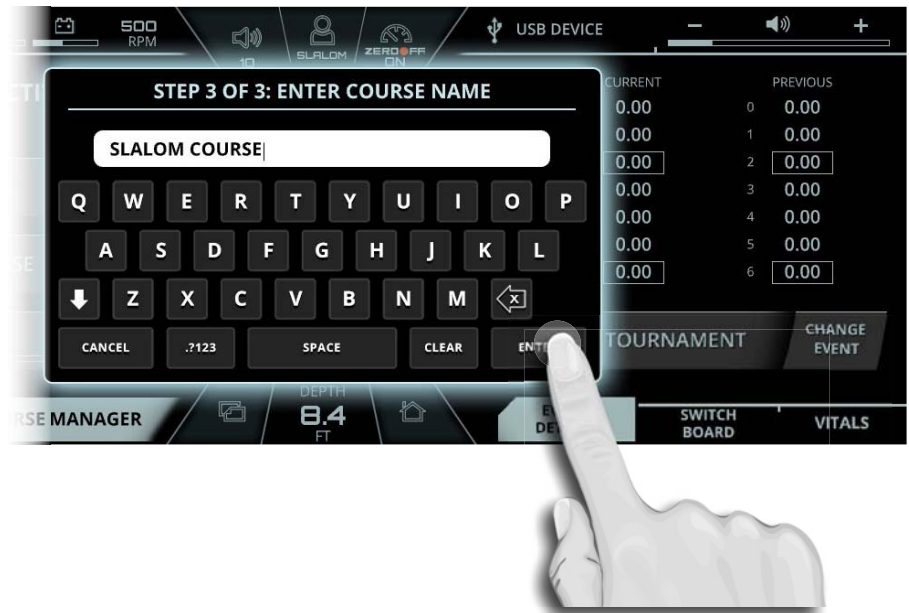 500
RPM
10
SLALOM
ZEROOFF
ON
USB DEVICE
STEP 3 OF 3: ENTER COURSE NAME
SLALOM COURSE
Q W E R T Y U I O P
A S D F G H J K L
Z X C V B N M
CANCEL .?123 SPACE CLEAR
CURRENT PREVIOUS
0.00 0 0.00
0.00 1 0.00
0.00 2 0.00
0.00 3 0.00
0.00 4 0.00
0.00 5 0.00
0.00 6 0.00
TOURNAMENT
CHANGE
EVENT
MANAGER
DEPTH
8.4
FT
SWITCH
BOARD
VITALS